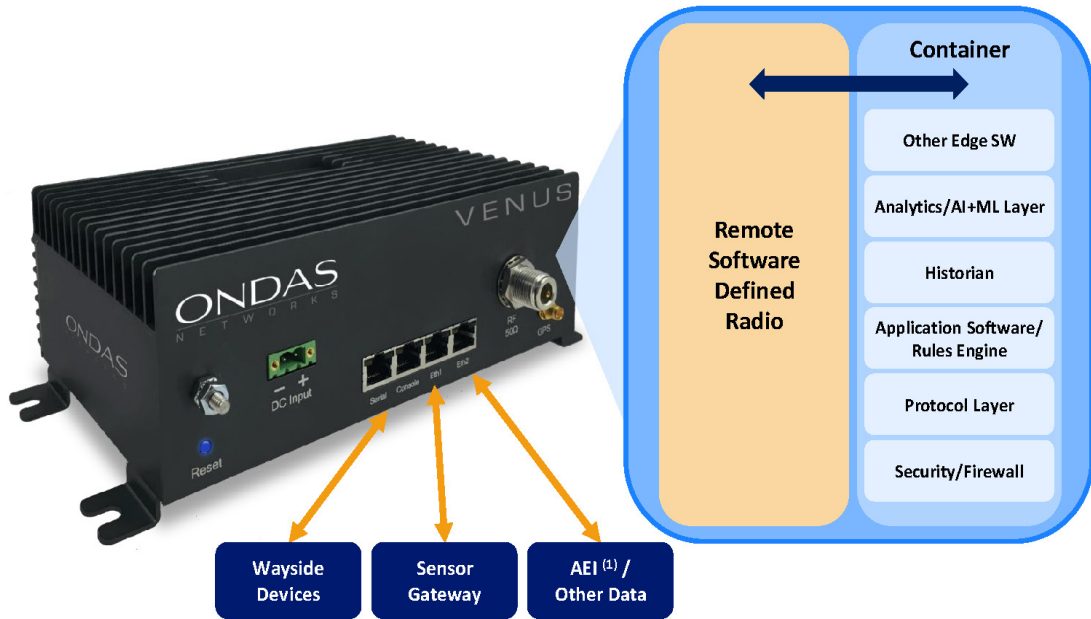 VENUS
ONDAS
NETWORKS
RF
50Ω
GPS
DC Input
− +
Serial
Console
Eth1
Eth2
Reset
Wayside
Devices
Sensor
Gateway
AEI (1) /
Other Data
Remote
Software
Defined
Radio
Container
Other Edge SW
Analytics/AI+ML Layer
Historian
Application Software/
Rules Engine
Protocol Layer
Security/Firewall